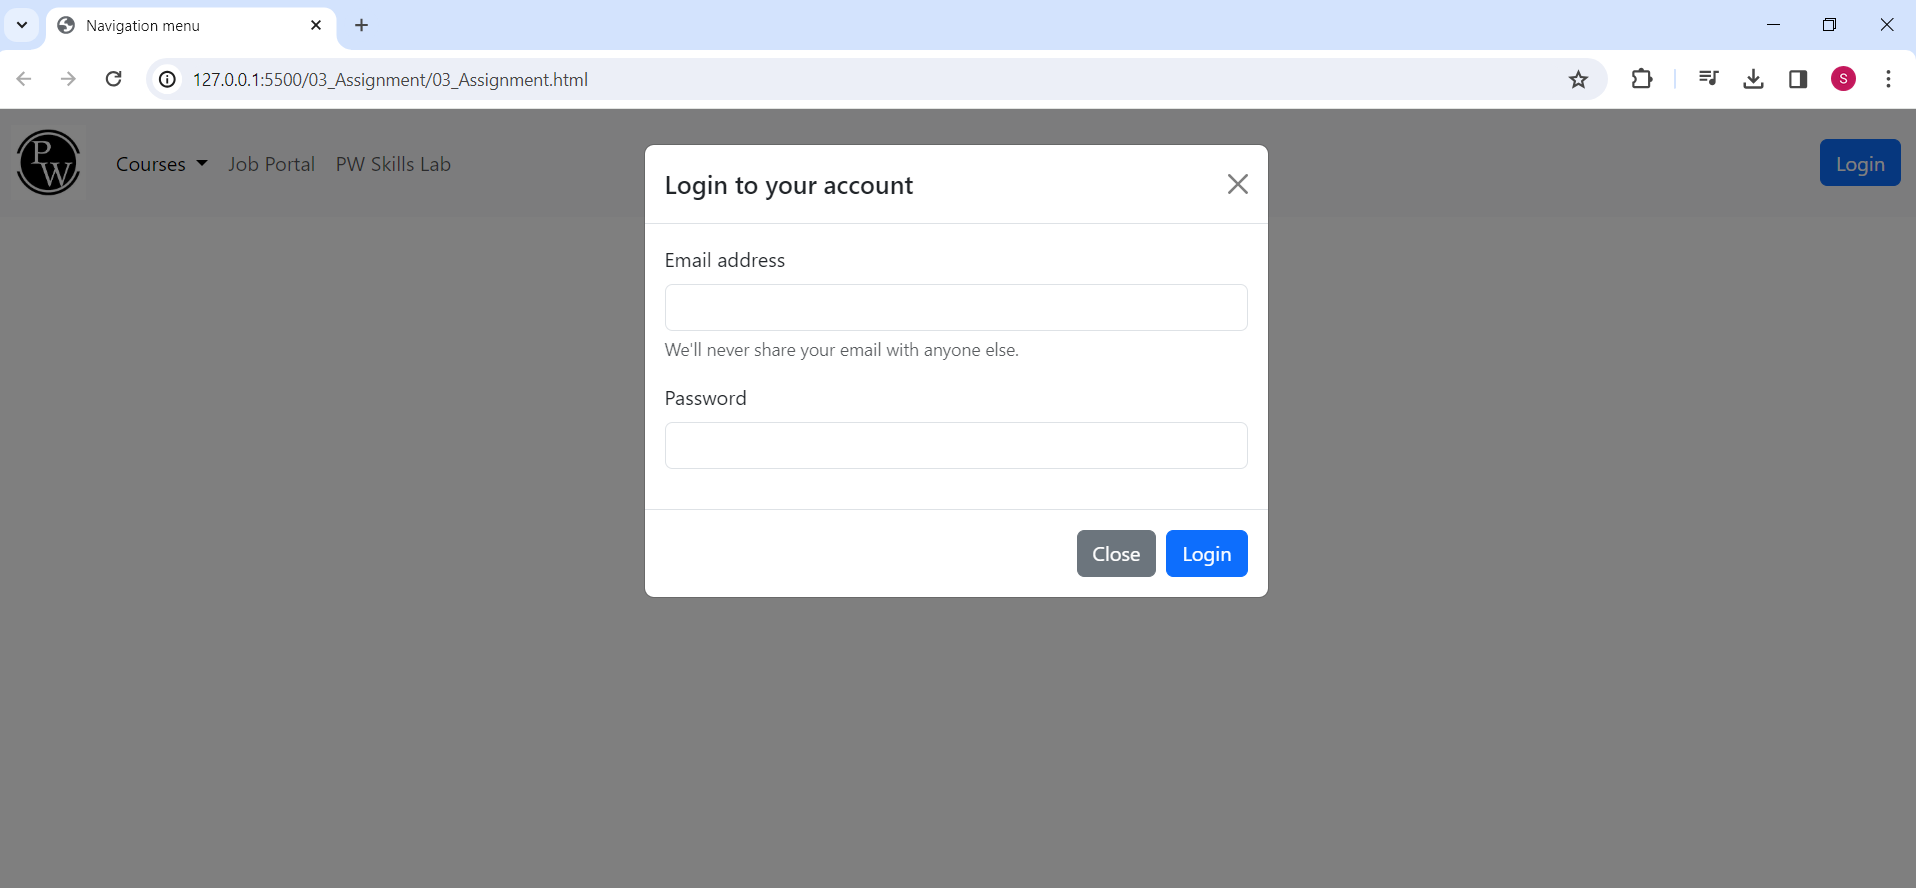 Navigation menu
127.0.0.1:5500/03_Assignment/03_Assignment.html
S
PW
Courses Job Portal PW Skills Lab
Login
Login to your account
Email address
We'll never share your email with anyone else.
Password
Close Login